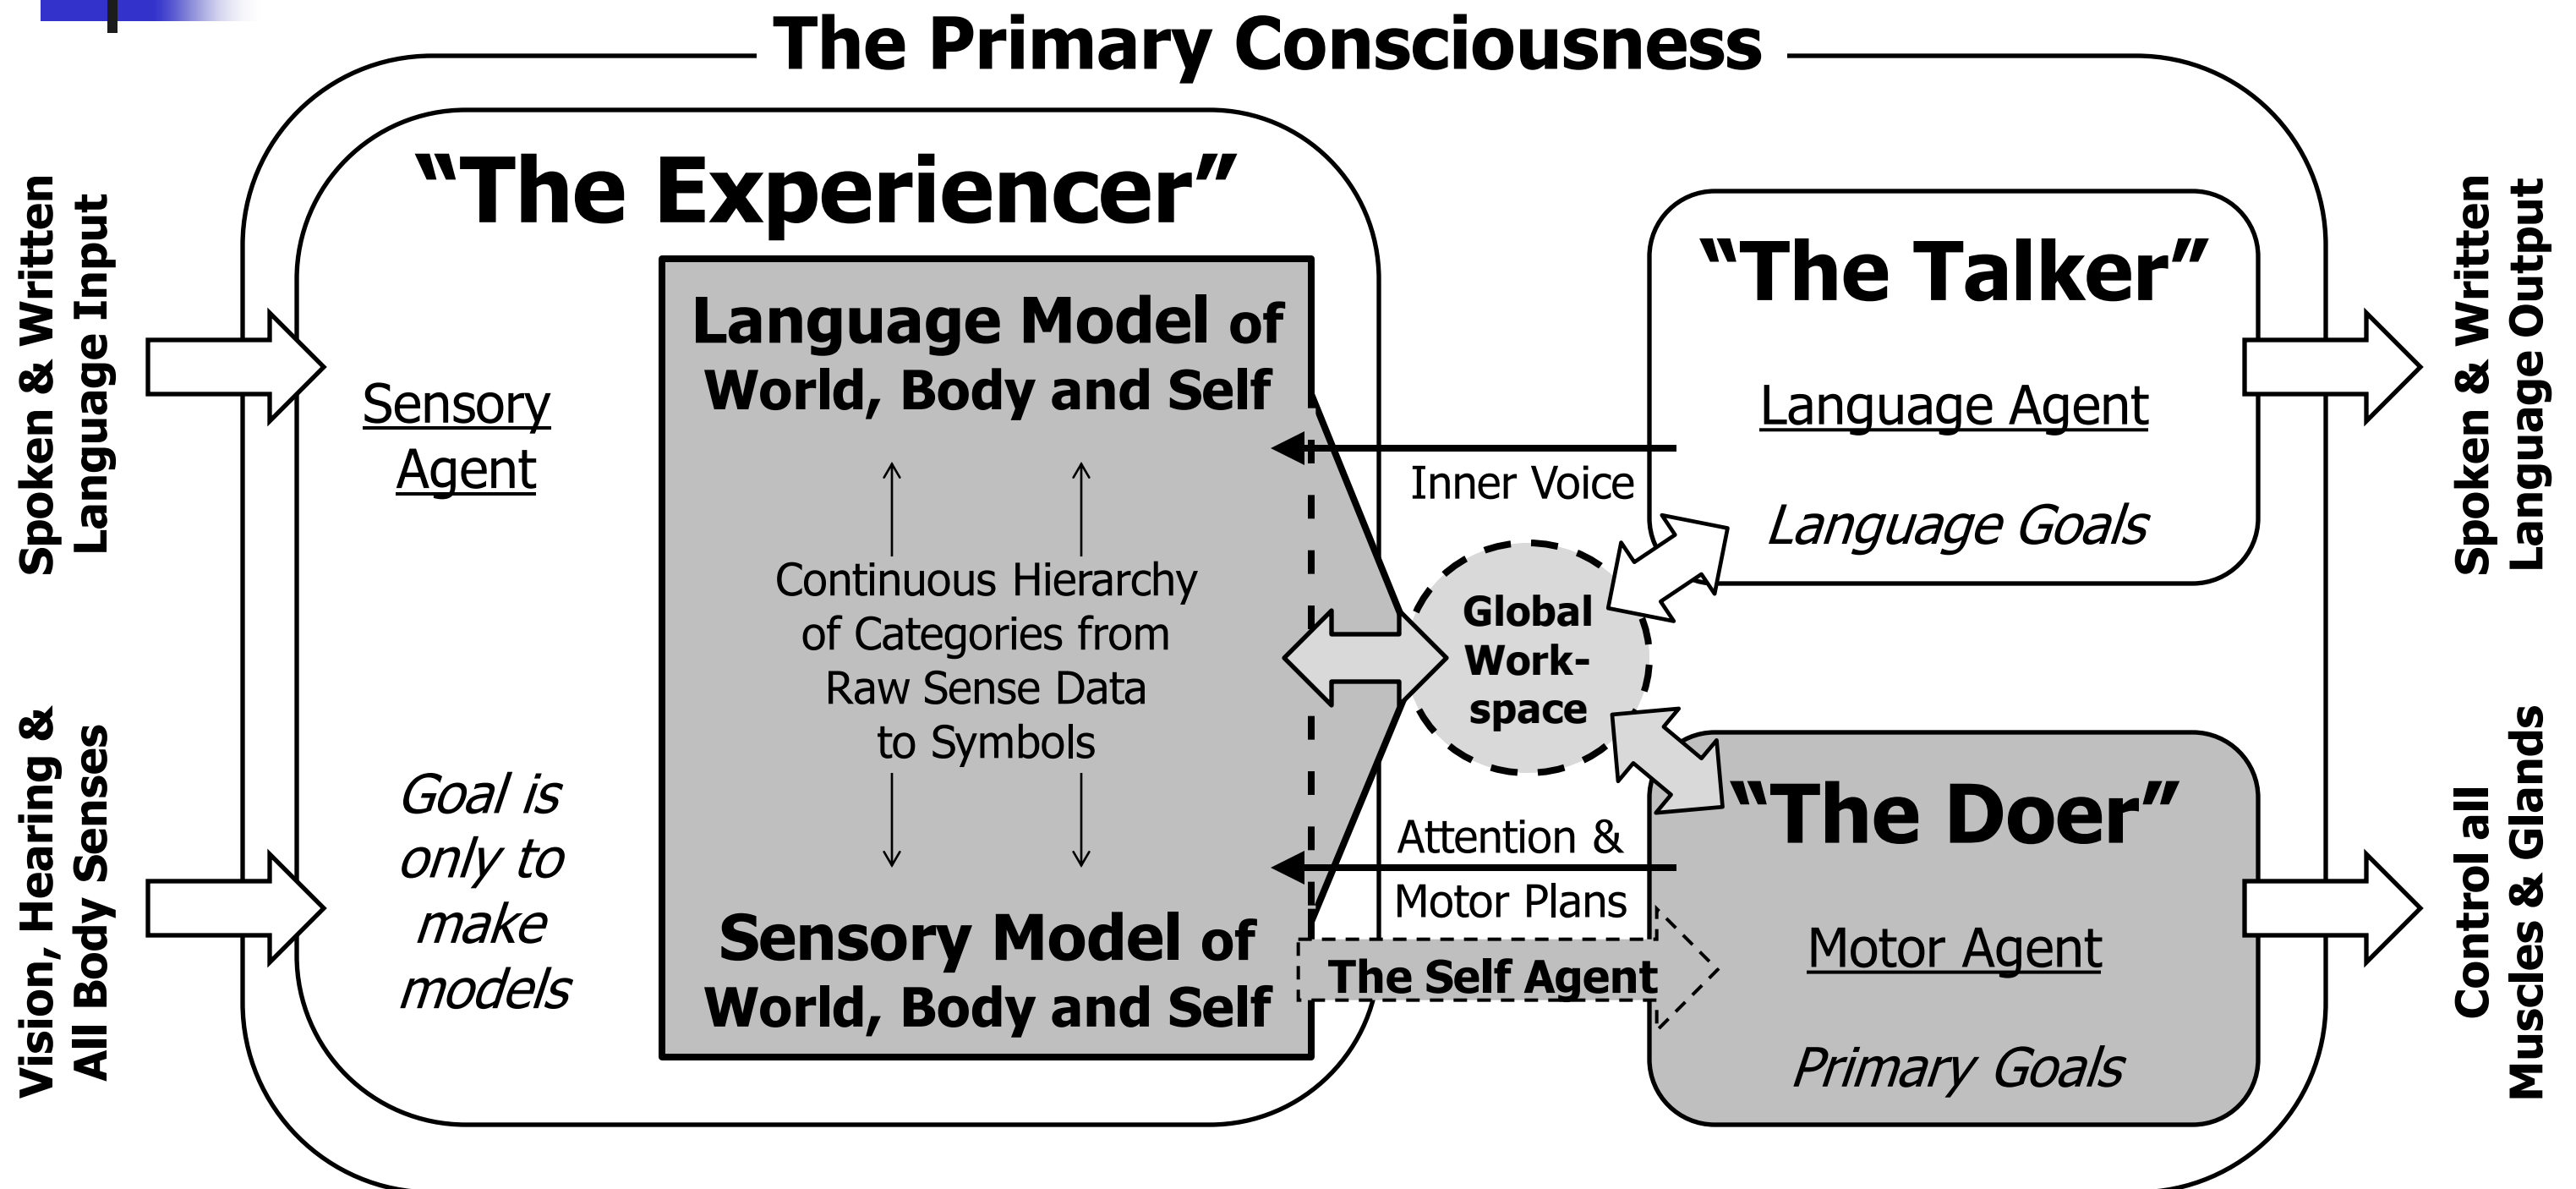 The Primary Consciousness
Spoken & Written
Language Input
Vision, Hearing &
All Body Senses
“The Experiencer”
Sensory
Agent
Goal is
only to
make
models
Language Model of
World, Body and Self
Continuous Hierarchy
of Categories from
Raw Sense Data
to Symbols
Sensory Model of
World, Body and Self
Inner Voice
Global
Work-
space
Attention &
Motor Plans
The Self Agent
“The Talker”
Language Agent
Language Goals
“The Doer”
Motor Agent
Primary Goals
Spoken & Written
Language Output
Control all
Muscles & Glands